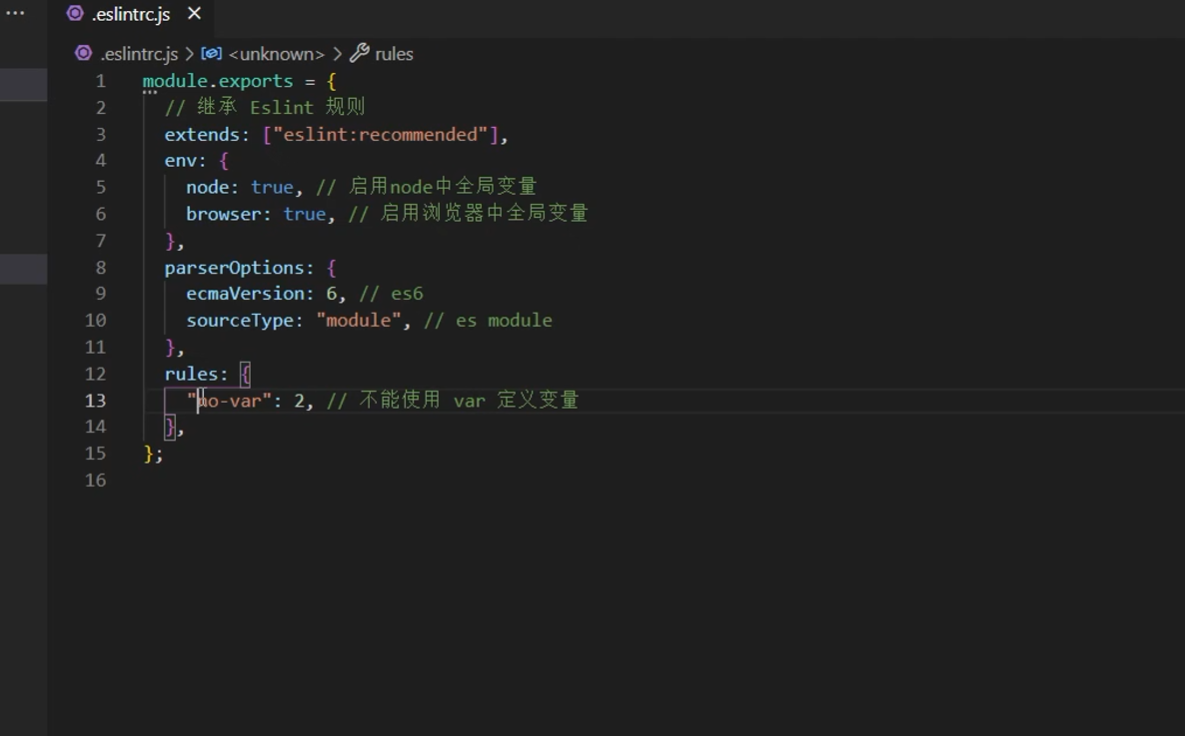 ··· .eslintrc.js ✕
.eslintrc.js > <unknown> > rules
1 module.exports = {
2 // 继承 Eslint 规则
3 extends: ["eslint:recommended"],
4 env: {
5 node: true, // 启用node中全局变量
6 browser: true, // 启用浏览器中全局变量
7 },
8 parserOptions: {
9 ecmaVersion: 6, // es6
10 sourceType: "module", // es module
11 },
12 rules: {
13 "no-var": 2, // 不能使用 var 定义变量
14 },
15 };
16